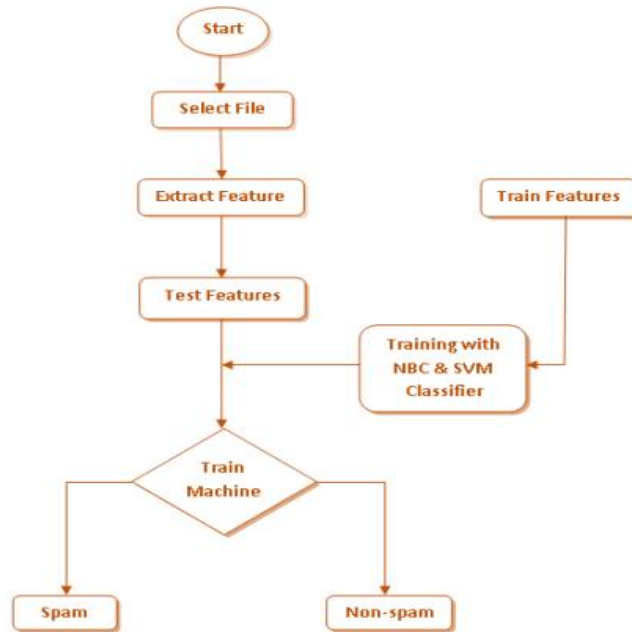 Start
Select File
Extract Feature
Train Features
Test Features
Training with
NBC & SVM
Classifier
Train
Machine
Spam
Non-spam